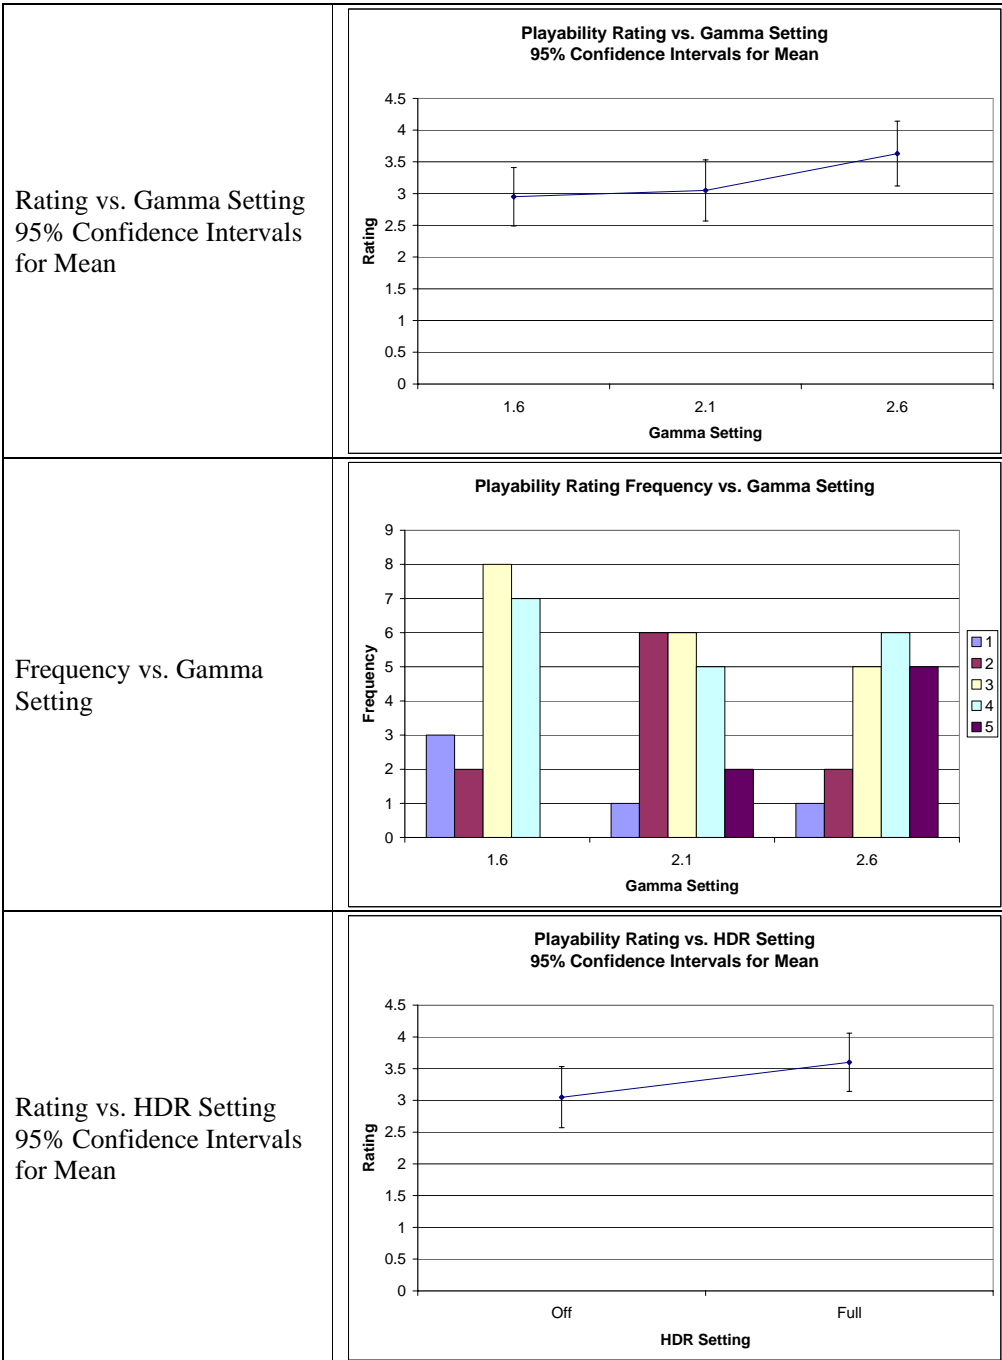 Rating vs. Gamma Setting
95% Confidence Intervals
for Mean
Playability Rating vs. Gamma Setting
95% Confidence Intervals for Mean
4.5
4
3.5
3
2.5
2
1.5
1
0.5
0
Rating
1.6 2.1 2.6
Gamma Setting
Frequency vs. Gamma
Setting
Playability Rating Frequency vs. Gamma Setting
9
8
7
6
5
4
3
2
1
0
Frequency
1.6 2.1 2.6
Gamma Setting
1
2
3
4
5
Rating vs. HDR Setting
95% Confidence Intervals
for Mean
Playability Rating vs. HDR Setting
95% Confidence Intervals for Mean
4.5
4
3.5
3
2.5
2
1.5
1
0.5
0
Rating
Off Full
HDR Setting